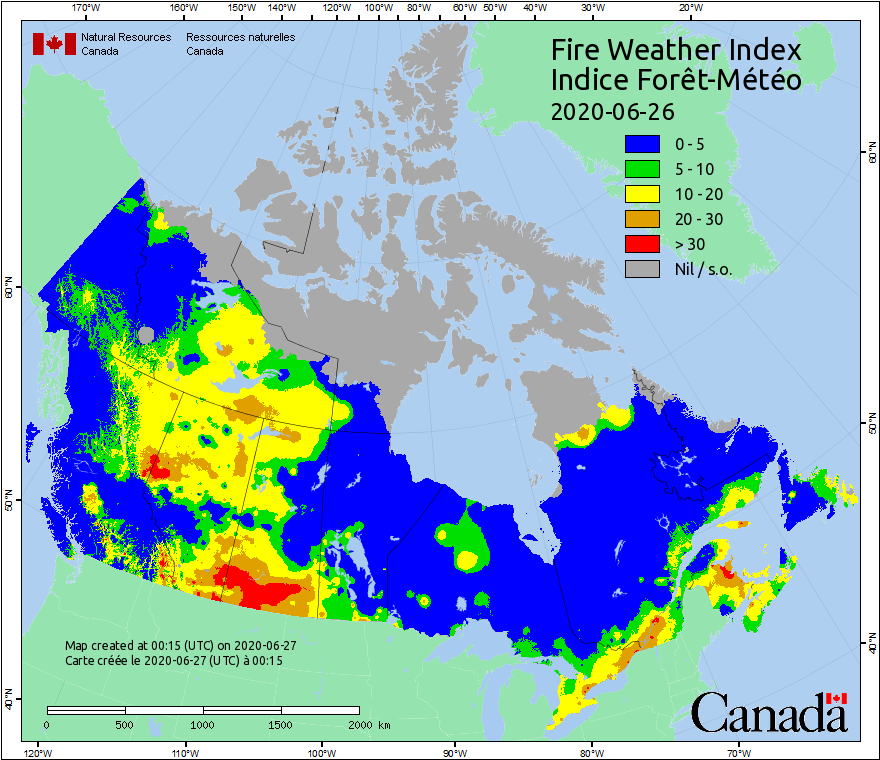 170°W 160°W 150°W 140°W 120°W 100°W 80°W 60°W 50°W 40°W 30°W 20°W
Natural Resources Ressources naturelles
Canada Canada
Fire Weather Index
Indice Forêt-Météo
2020-06-26
0 - 5
5 - 10
10 - 20
20 - 30
> 30
Nil / s.o.
60°N
60°N
50°N
50°N
40°N
40°N
Map created at 00:15 (UTC) on 2020-06-27
Carte créée le 2020-06-27 (UTC) à 00:15
0 500 1000 1500 2000 km
Canada
120°W 110°W 100°W 90°W 80°W 70°W